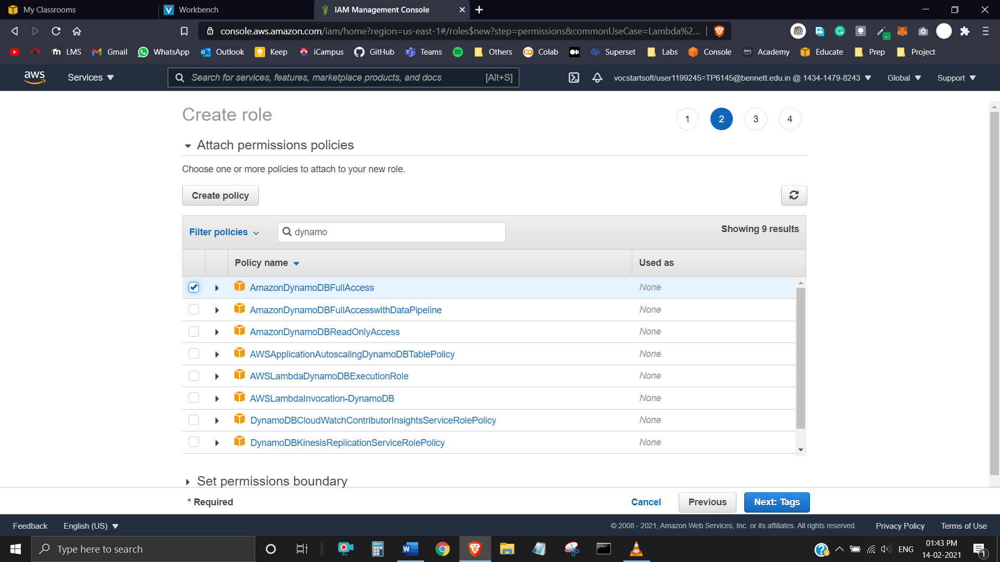 My Classrooms
Workbench
IAM Management Console
console.aws.amazon.com/iam/home?region=us-east-1#/roles$new?step=permissions&commonUseCase=Lambda%2...
LMS Gmail WhatsApp Outlook Keep iCampus GitHub Teams Others Colab Superset Labs Console Academy Educate Prep Project
aws Services Search for services, features, marketplace products, and docs [Alt+S] vocstartsoft/user1199245=TP6145@bennett.edu.in @ 1434-1479-8243 Global Support
Create role
1 2 3 4
Attach permissions policies
Choose one or more policies to attach to your new role.
Create policy
Filter policies dynamo Showing 9 results
Policy name Used as
AmazonDynamoDBFullAccess None
AmazonDynamoDBFullAccesswithDataPipeline None
AmazonDynamoDBReadOnlyAccess None
AWSApplicationAutoscalingDynamoDBTablePolicy None
AWSLambdaDynamoDBExecutionRole None
AWSLambdaInvocation-DynamoDB None
DynamoDBCloudWatchContributorInsightsServiceRolePolicy None
DynamoDBKinesisReplicationServiceRolePolicy None
Set permissions boundary
* Required Cancel Previous Next: Tags
Feedback English (US) © 2008 - 2021, Amazon Web Services, Inc. or its affiliates. All rights reserved. Privacy Policy Terms of Use
Type here to search ENG 01:43 PM
14-02-2021
1